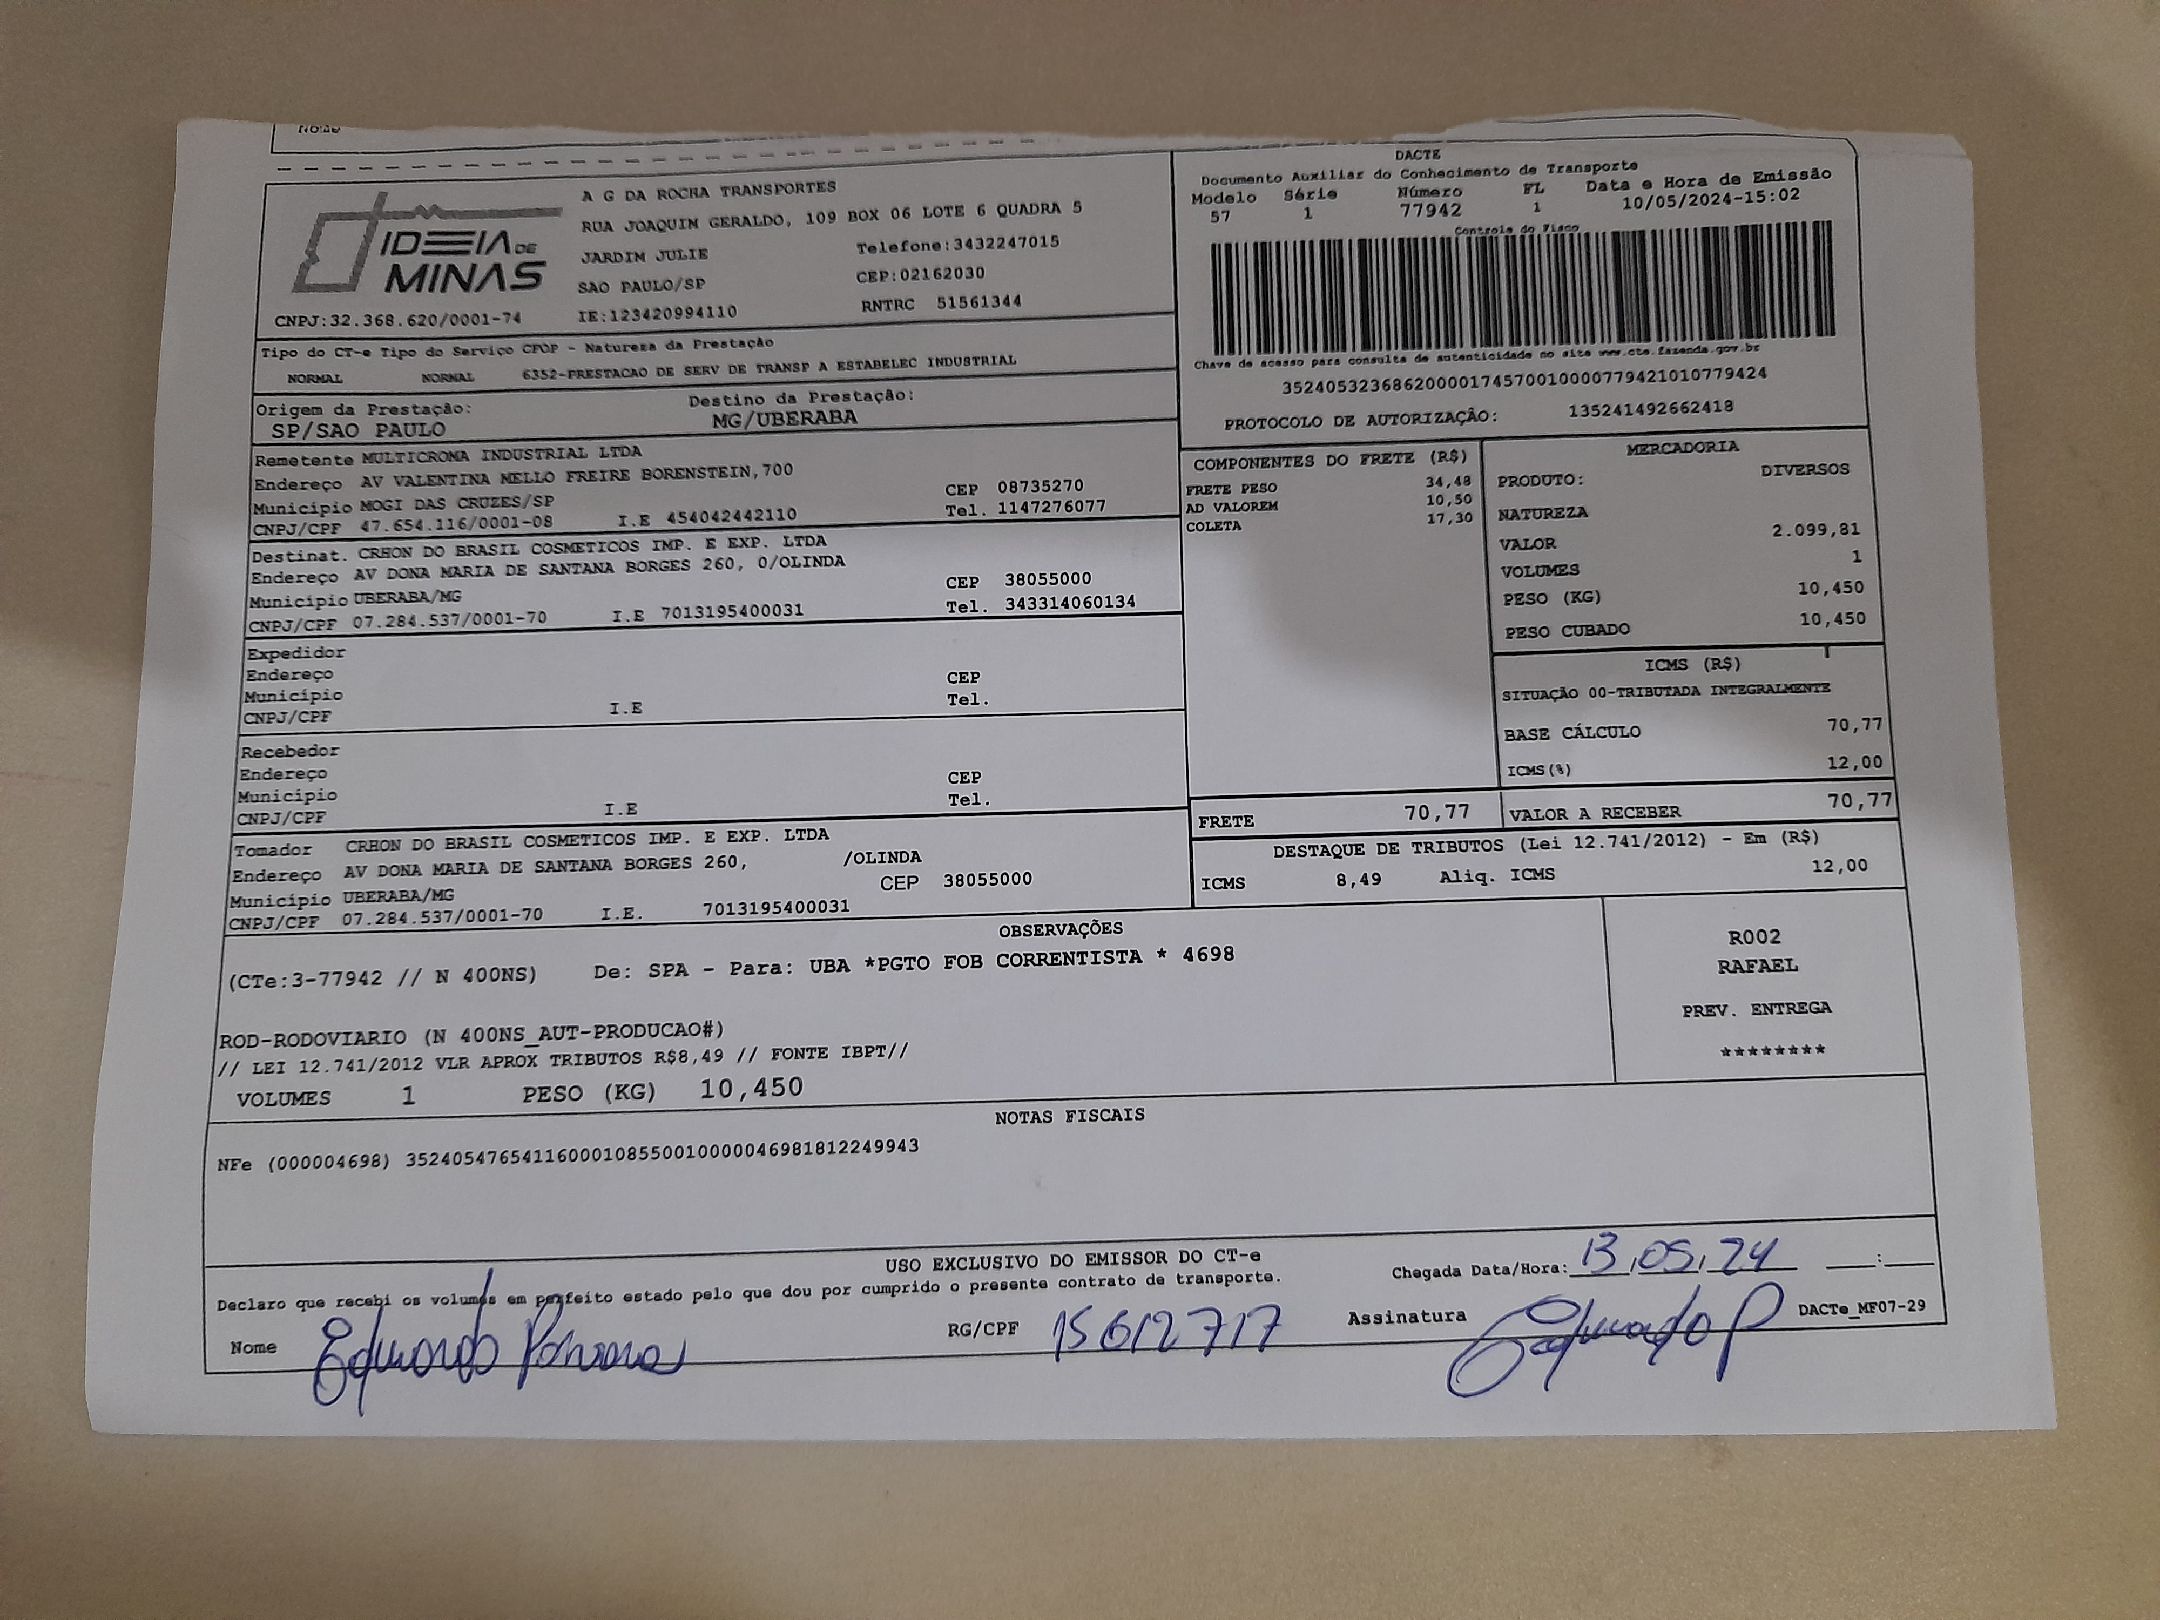 Nome
DACTE
Documento Auxiliar do Conhecimento de Transporte
Modelo Série Número FL Data e Hora de Emissão
57 1 77942 1 10/05/2024-15:02
Controle do Fisco
Chave de acesso para consulta de autenticidade no site www.cte.fazenda.gov.br
35240532368620000174570010000779421010779424
PROTOCOLO DE AUTORIZAÇÃO: 135241492662418
IDEIA DE MINAS
A G DA ROCHA TRANSPORTES
RUA JOAQUIM GERALDO, 109 BOX 06 LOTE 6 QUADRA 5
JARDIM JULIE Telefone:3432247015
SAO PAULO/SP CEP:02162030
CNPJ:32.368.620/0001-74 IE:123420994110 RNTRC 51561344
Tipo do CT-e Tipo do Serviço CFOP - Natureza da Prestação
NORMAL NORMAL 6352-PRESTACAO DE SERV DE TRANSP A ESTABELEC INDUSTRIAL
Origem da Prestação: Destino da Prestação:
SP/SAO PAULO MG/UBERABA
Remetente MULTICROMA INDUSTRIAL LTDA
Endereço AV VALENTINA MELLO FREIRE BORENSTEIN,700
Município MOGI DAS CRUZES/SP CEP 08735270
CNPJ/CPF 47.654.116/0001-08 I.E 454042442110 Tel. 1147276077
Destinat. CRHON DO BRASIL COSMETICOS IMP. E EXP. LTDA
Endereço AV DONA MARIA DE SANTANA BORGES 260, 0/OLINDA
Município UBERABA/MG CEP 38055000
CNPJ/CPF 07.284.537/0001-70 I.E 7013195400031 Tel. 343314060134
Expedidor
Endereço
Município CEP
CNPJ/CPF I.E Tel.
Recebedor
Endereço
Município CEP
CNPJ/CPF I.E Tel.
Tomador CRHON DO BRASIL COSMETICOS IMP. E EXP. LTDA
Endereço AV DONA MARIA DE SANTANA BORGES 260, /OLINDA
Município UBERABA/MG CEP 38055000
CNPJ/CPF 07.284.537/0001-70 I.E. 7013195400031
COMPONENTES DO FRETE (R$)
FRETE PESO 34,48
AD VALOREM 10,50
COLETA 17,30
MERCADORIA
PRODUTO: DIVERSOS
NATUREZA
VALOR 2.099,81
VOLUMES 1
PESO (KG) 10,450
PESO CUBADO 10,450
ICMS (R$)
SITUAÇÃO 00-TRIBUTADA INTEGRALMENTE
BASE CÁLCULO 70,77
ICMS(%) 12,00
FRETE 70,77 VALOR A RECEBER 70,77
DESTAQUE DE TRIBUTOS (Lei 12.741/2012) - Em (R$)
ICMS 8,49 Aliq. ICMS 12,00
OBSERVAÇÕES
(CTe:3-77942 // N 400NS) De: SPA - Para: UBA *PGTO FOB CORRENTISTA * 4698
ROD-RODOVIARIO (N 400NS_AUT-PRODUCAO#)
// LEI 12.741/2012 VLR APROX TRIBUTOS R$8,49 // FONTE IBPT//
VOLUMES 1 PESO (KG) 10,450
R002
RAFAEL
PREV. ENTREGA
********
NOTAS FISCAIS
NFe (000004698) 35240547654116000108550010000046981812249943
USO EXCLUSIVO DO EMISSOR DO CT-e
Declaro que recebi os volumes em perfeito estado pelo que dou por cumprido o presente contrato de transporte.
Chegada Data/Hora: 13,05,24 :
Nome Eduardo RG/CPF 15612717 Assinatura Eduardo P DACTe_MF07-29